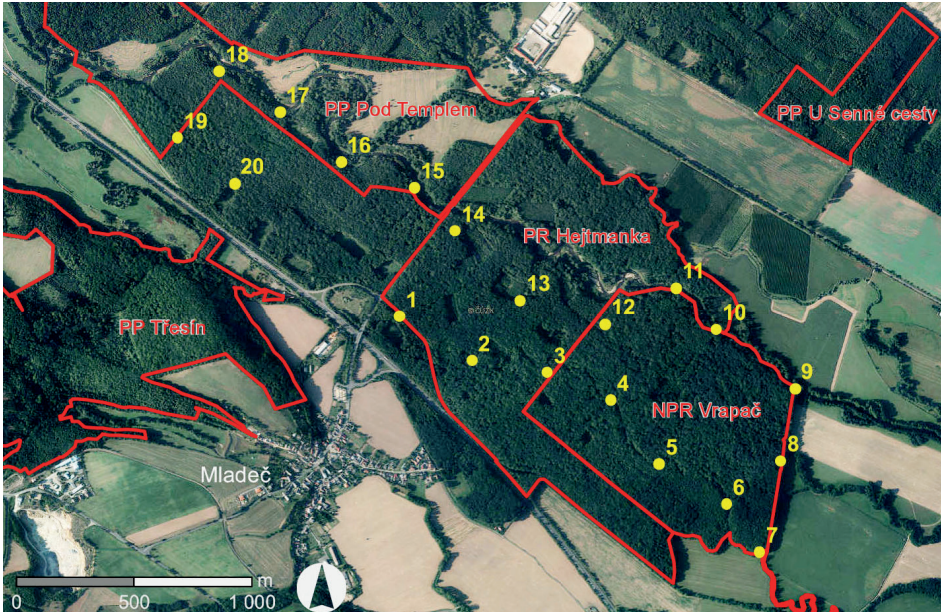 18
17
PP Pod Templem
PP U Senné cesty
19
16
20
15
14
PR Hejtmanka
11
13
1
©ČÚZK
12
10
PP Třesín
2
3
9
4
NPR Vrapač
5
8
Mladeč
6
7
m
0
500
1 000